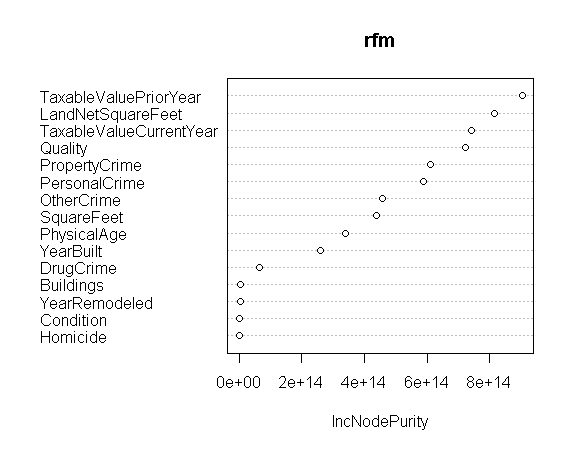 rfm
TaxableValuePriorYear
LandNetSquareFeet
TaxableValueCurrentYear
Quality
PropertyCrime
PersonalCrime
OtherCrime
SquareFeet
PhysicalAge
YearBuilt
DrugCrime
Buildings
YearRemodeled
Condition
Homicide
0e+00 2e+14 4e+14 6e+14 8e+14
IncNodePurity